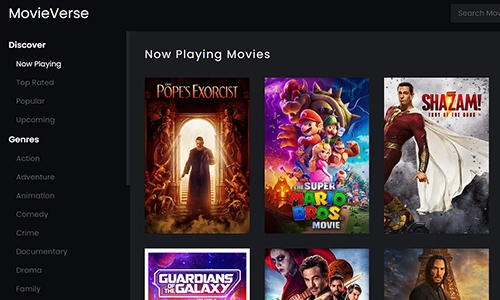 MovieVerse
Search Mov
Discover
Now Playing
Top Rated
Popular
Upcoming
Genres
Action
Adventure
Animation
Comedy
Crime
Documentary
Drama
Family
Now Playing Movies
THE
POPE'S EXORCIST
THE
SUPER
MARIO
BROS.
MOVIE
SHAZAM!
FURY OF THE GODS
GUARDIANS
OF THE
GALAXY